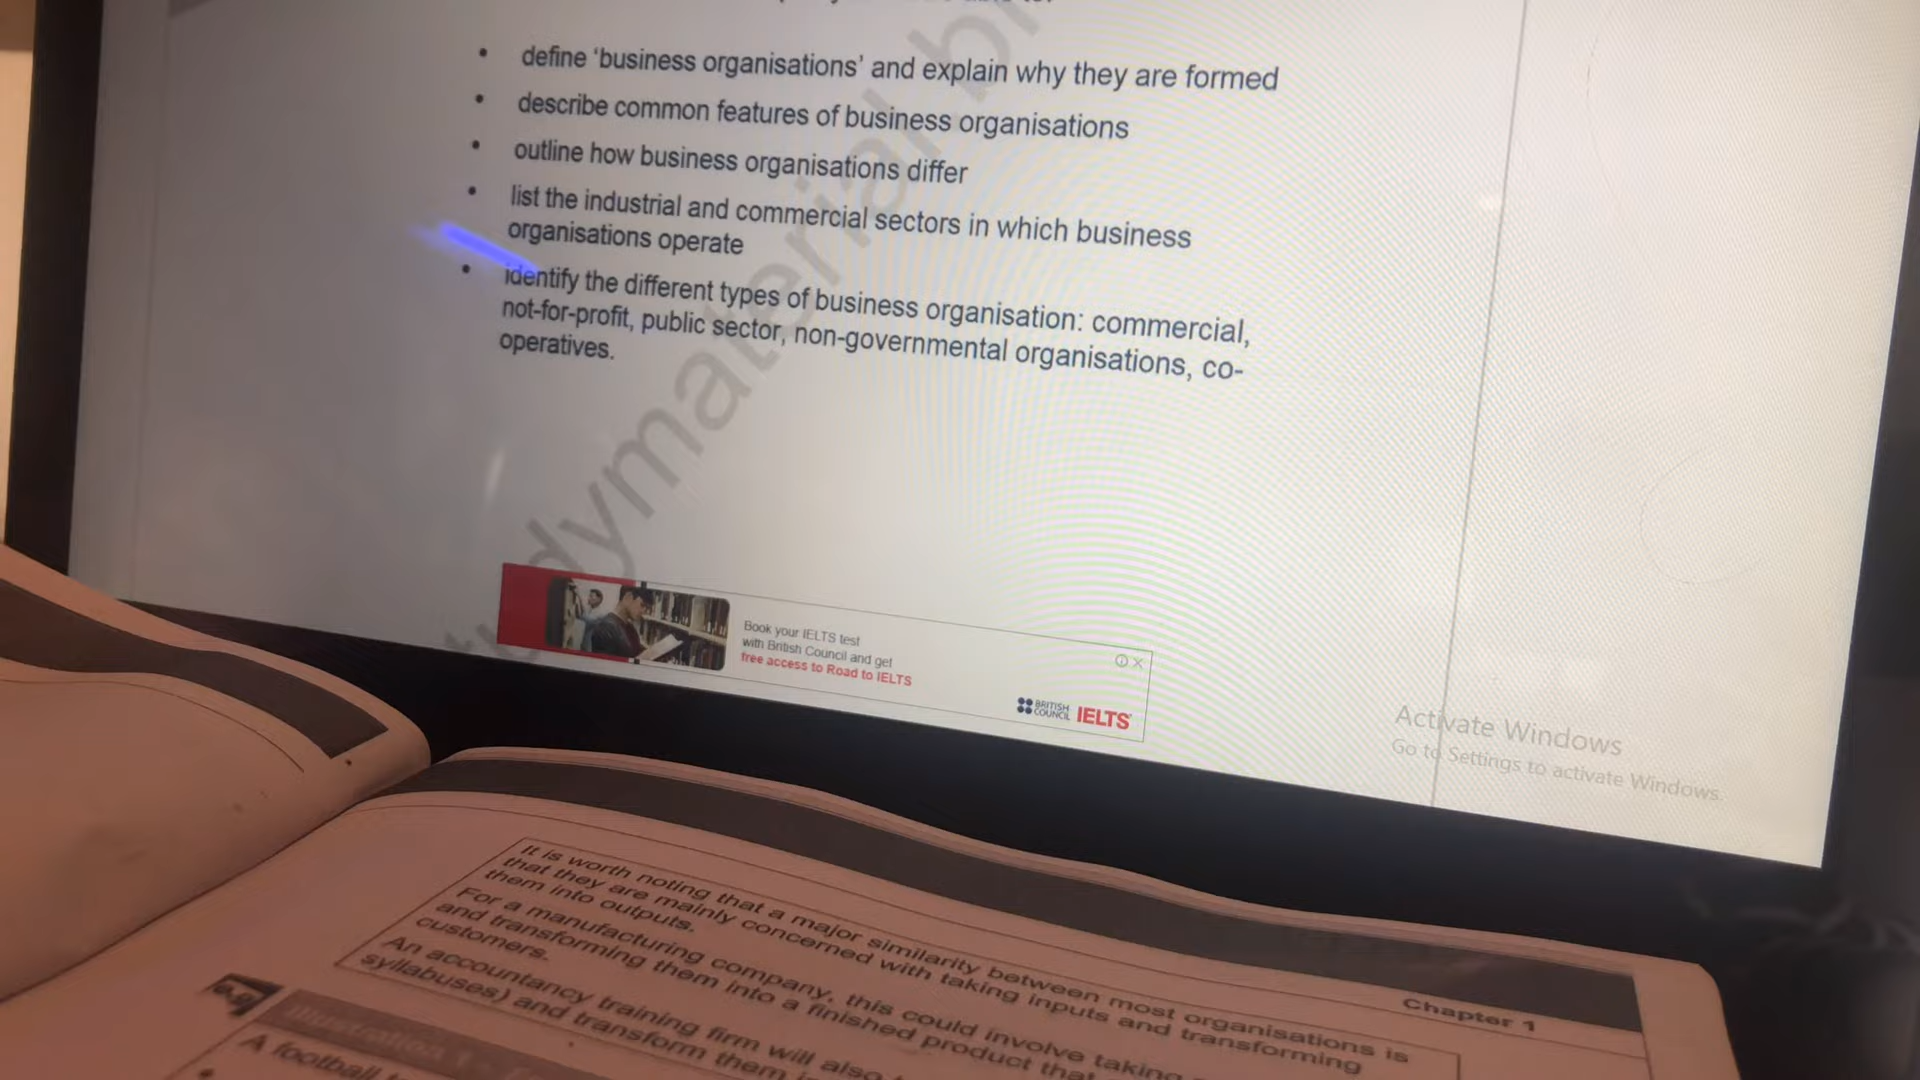 • define ‘business organisations’ and explain why they are formed
• describe common features of business organisations
• outline how business organisations differ
• list the industrial and commercial sectors in which business
organisations operate
• identify the different types of business organisation: commercial,
not-for-profit, public sector, non-governmental organisations, co-
operatives.
Book your IELTS test
with British Council and get
free access to Road to IELTS
BRITISH
COUNCIL IELTS
Activate Windows
Go to Settings to activate Windows.
Chapter 1
It is worth noting that a major similarity between most organisations is
that they are mainly concerned with taking inputs and transforming
them into outputs.
For a manufacturing company, this could involve taking
and transforming them into a finished product that
customers.
An accountancy training firm will also
syllabuses) and transform them
e.g
A football